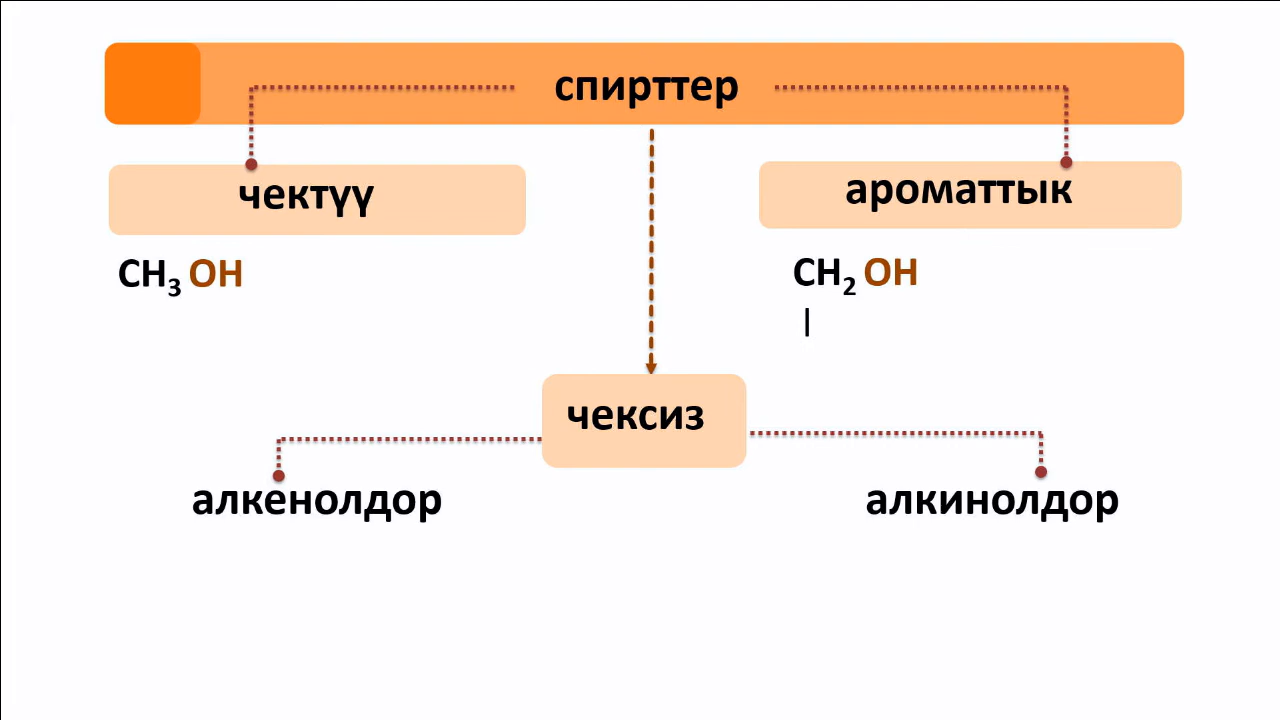 спирттер
чектүү
ароматтык
CH₃ OH
CH₂ OH
|
чексиз
алкенолдор
алкинолдор